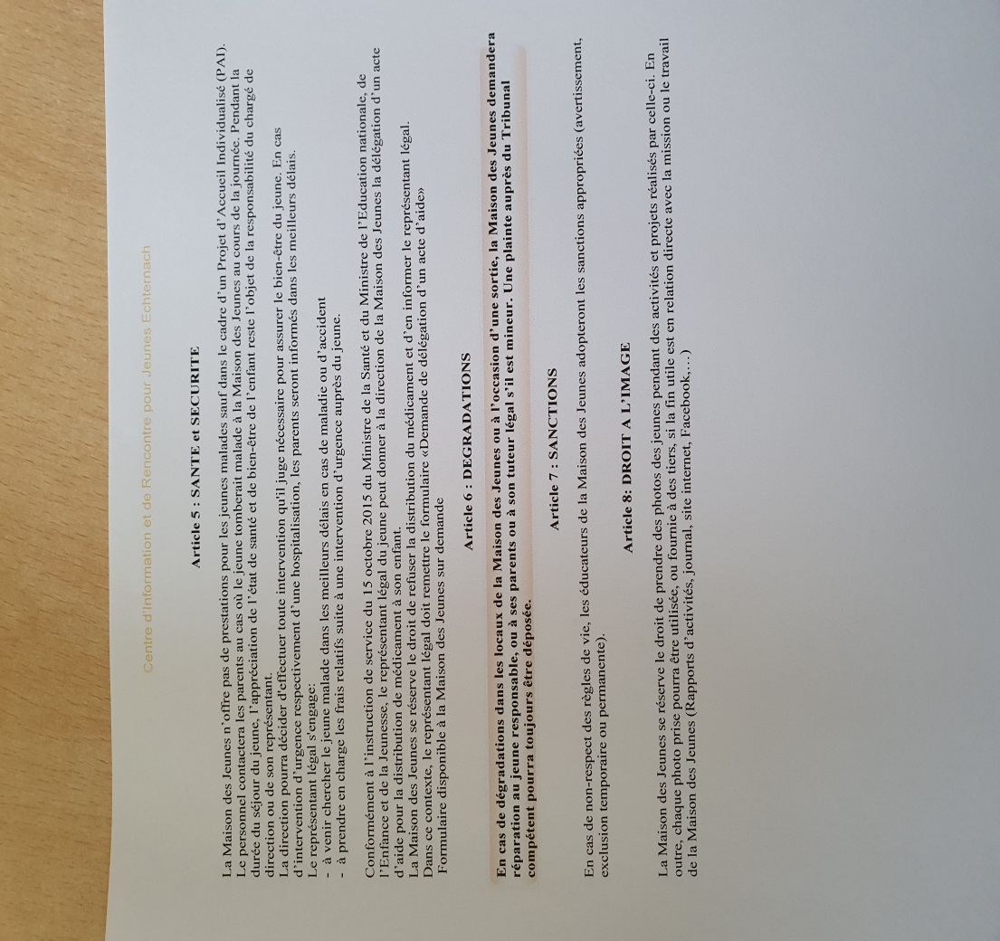 Centre d'Information et de Rencontre pour Jeunes Echternach
Article 5 : SANTE et SECURITE
La Maison des Jeunes n'offre pas de prestations pour les jeunes malades sauf dans le cadre d'un Projet d'Accueil Individualisé (PAI).
Le personnel contactera les parents au cas où le jeune tomberait malade à la Maison des Jeunes au cours de la journée. Pendant la
durée du séjour du jeune, l'appréciation de l'état de santé et de bien-être de l'enfant reste l'objet de la responsabilité du chargé de
direction ou de son représentant.
La direction pourra décider d'effectuer toute intervention qu'il juge nécessaire pour assurer le bien-être du jeune. En cas
d'intervention d'urgence respectivement d'une hospitalisation, les parents seront informés dans les meilleurs délais.
Le représentant légal s'engage:
- à venir chercher le jeune malade dans les meilleurs délais en cas de maladie ou d'accident
- à prendre en charge les frais relatifs suite à une intervention d'urgence auprès du jeune.
Conformément à l'instruction de service du 15 octobre 2015 du Ministre de la Santé et du Ministre de l'Education nationale, de
l'Enfance et de la Jeunesse, le représentant légal du jeune peut donner à la direction de la Maison des Jeunes la délégation d'un acte
d'aide pour la distribution de médicament à son enfant.
La Maison des Jeunes se réserve le droit de refuser la distribution du médicament et d'en informer le représentant légal.
Dans ce contexte, le représentant légal doit remettre le formulaire «Demande de délégation d'un acte d'aide»
Formulaire disponible à la Maison des Jeunes sur demande
Article 6 : DEGRADATIONS
En cas de dégradations dans les locaux de la Maison des Jeunes ou à l'occasion d'une sortie, la Maison des Jeunes demandera
réparation au jeune responsable, ou à ses parents ou à son tuteur légal s'il est mineur. Une plainte auprès du Tribunal
compétent pourra toujours être déposée.
Article 7 : SANCTIONS
En cas de non-respect des règles de vie, les éducateurs de la Maison des Jeunes adopteront les sanctions appropriées (avertissement,
exclusion temporaire ou permanente).
Article 8: DROIT A L'IMAGE
La Maison des Jeunes se réserve le droit de prendre des photos des jeunes pendant des activités et projets réalisés par celle-ci. En
outre, chaque photo prise pourra être utilisée, ou fournie à des tiers, si la fin utile est en relation directe avec la mission ou le travail
de la Maison des Jeunes (Rapports d'activités, journal, site internet, Facebook,…)